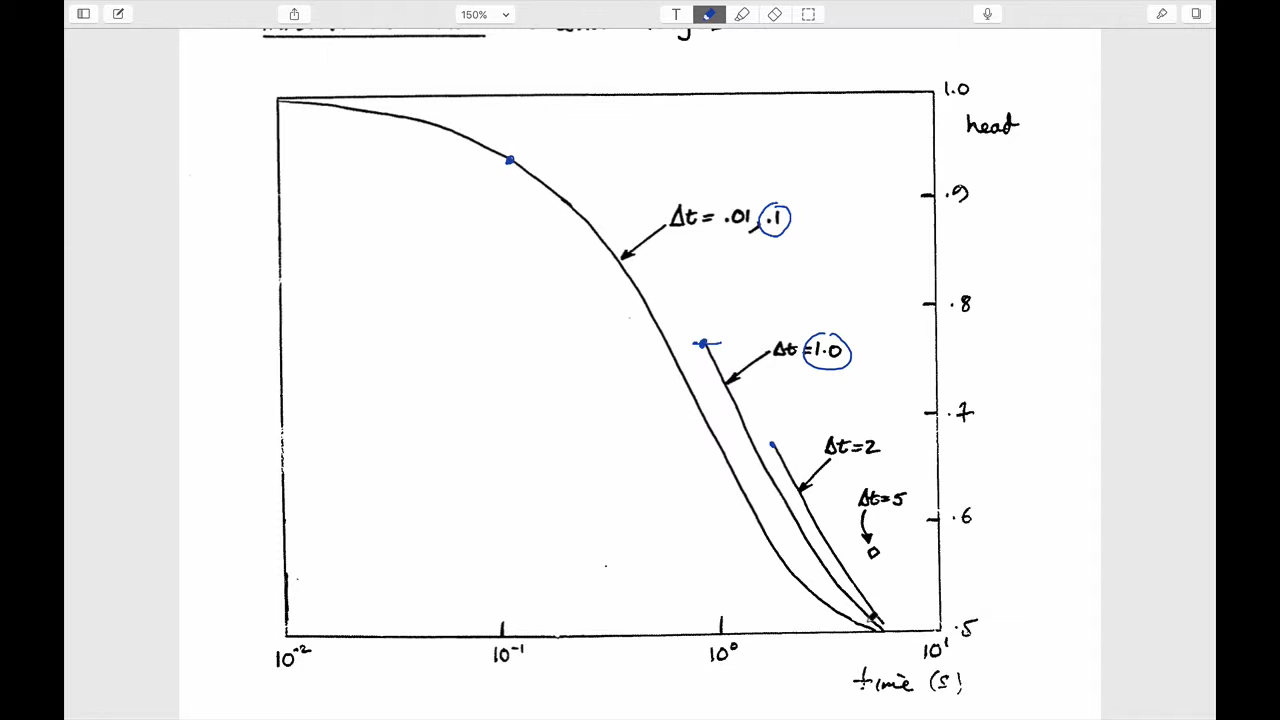 150%
T
1.0
head
.9
Δt = .01, .1
.8
Δt = 1.0
.7
Δt = 2
Δt = 5
.6
.5
10⁻² 10⁻¹ 10⁰ 10¹
time (s)